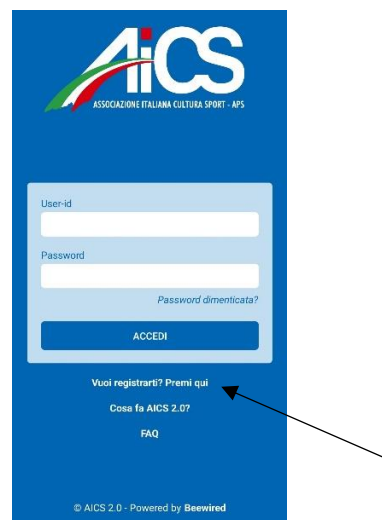 AiCS
ASSOCIAZIONE ITALIANA CULTURA SPORT - APS
User-id
Password
Password dimenticata?
ACCEDI
Vuoi registrarti? Premi qui
Cosa fa AICS 2.0?
FAQ
© AICS 2.0 - Powered by Beewired